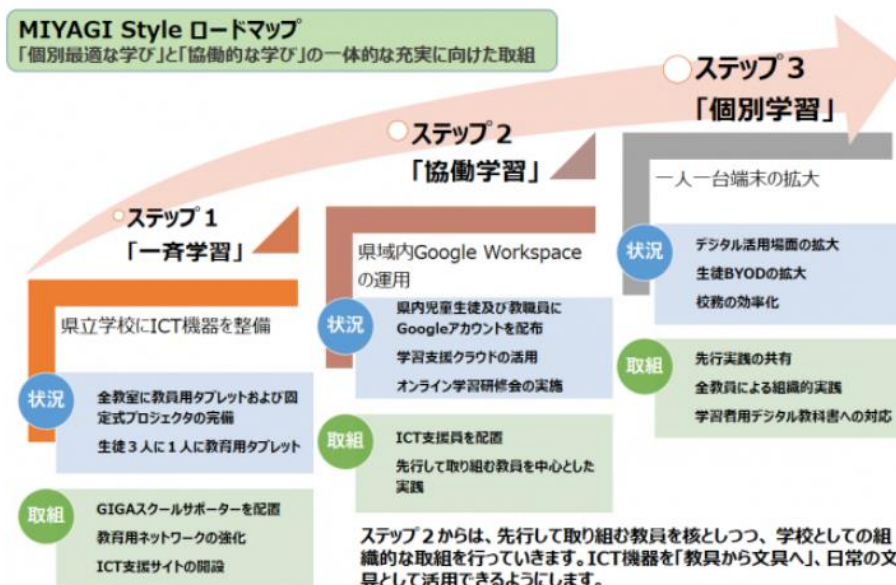 MIYAGI Style ロードマップ
「個別最適な学び」と「協働的な学び」の一体的な充実に向けた取組
ステップ1
「一斉学習」
県立学校にICT機器を整備
状況
全教室に教員用タブレットおよび固
定式プロジェクタの完備
生徒3人に1人に教育用タブレット
取組
GIGAスクールサポーターを配置
教育用ネットワークの強化
ICT支援サイトの開設
ステップ2
「協働学習」
県域内Google Workspace
の運用
状況
県内児童生徒及び教職員に
Googleアカウントを配布
学習支援クラウドの活用
オンライン学習研修会の実施
取組
ICT支援員を配置
先行して取り組む教員を中心とした
実践
ステップ3
「個別学習」
一人一台端末の拡大
状況
デジタル活用場面の拡大
生徒BYODの拡大
校務の効率化
取組
先行実践の共有
全教員による組織的実践
学習者用デジタル教科書への対応
ステップ2からは、先行して取り組む教員を核としつつ、学校としての組
織的な取組を行っていきます。ICT機器を「教具から文具へ」、日常の文
具として活用できるようにします。